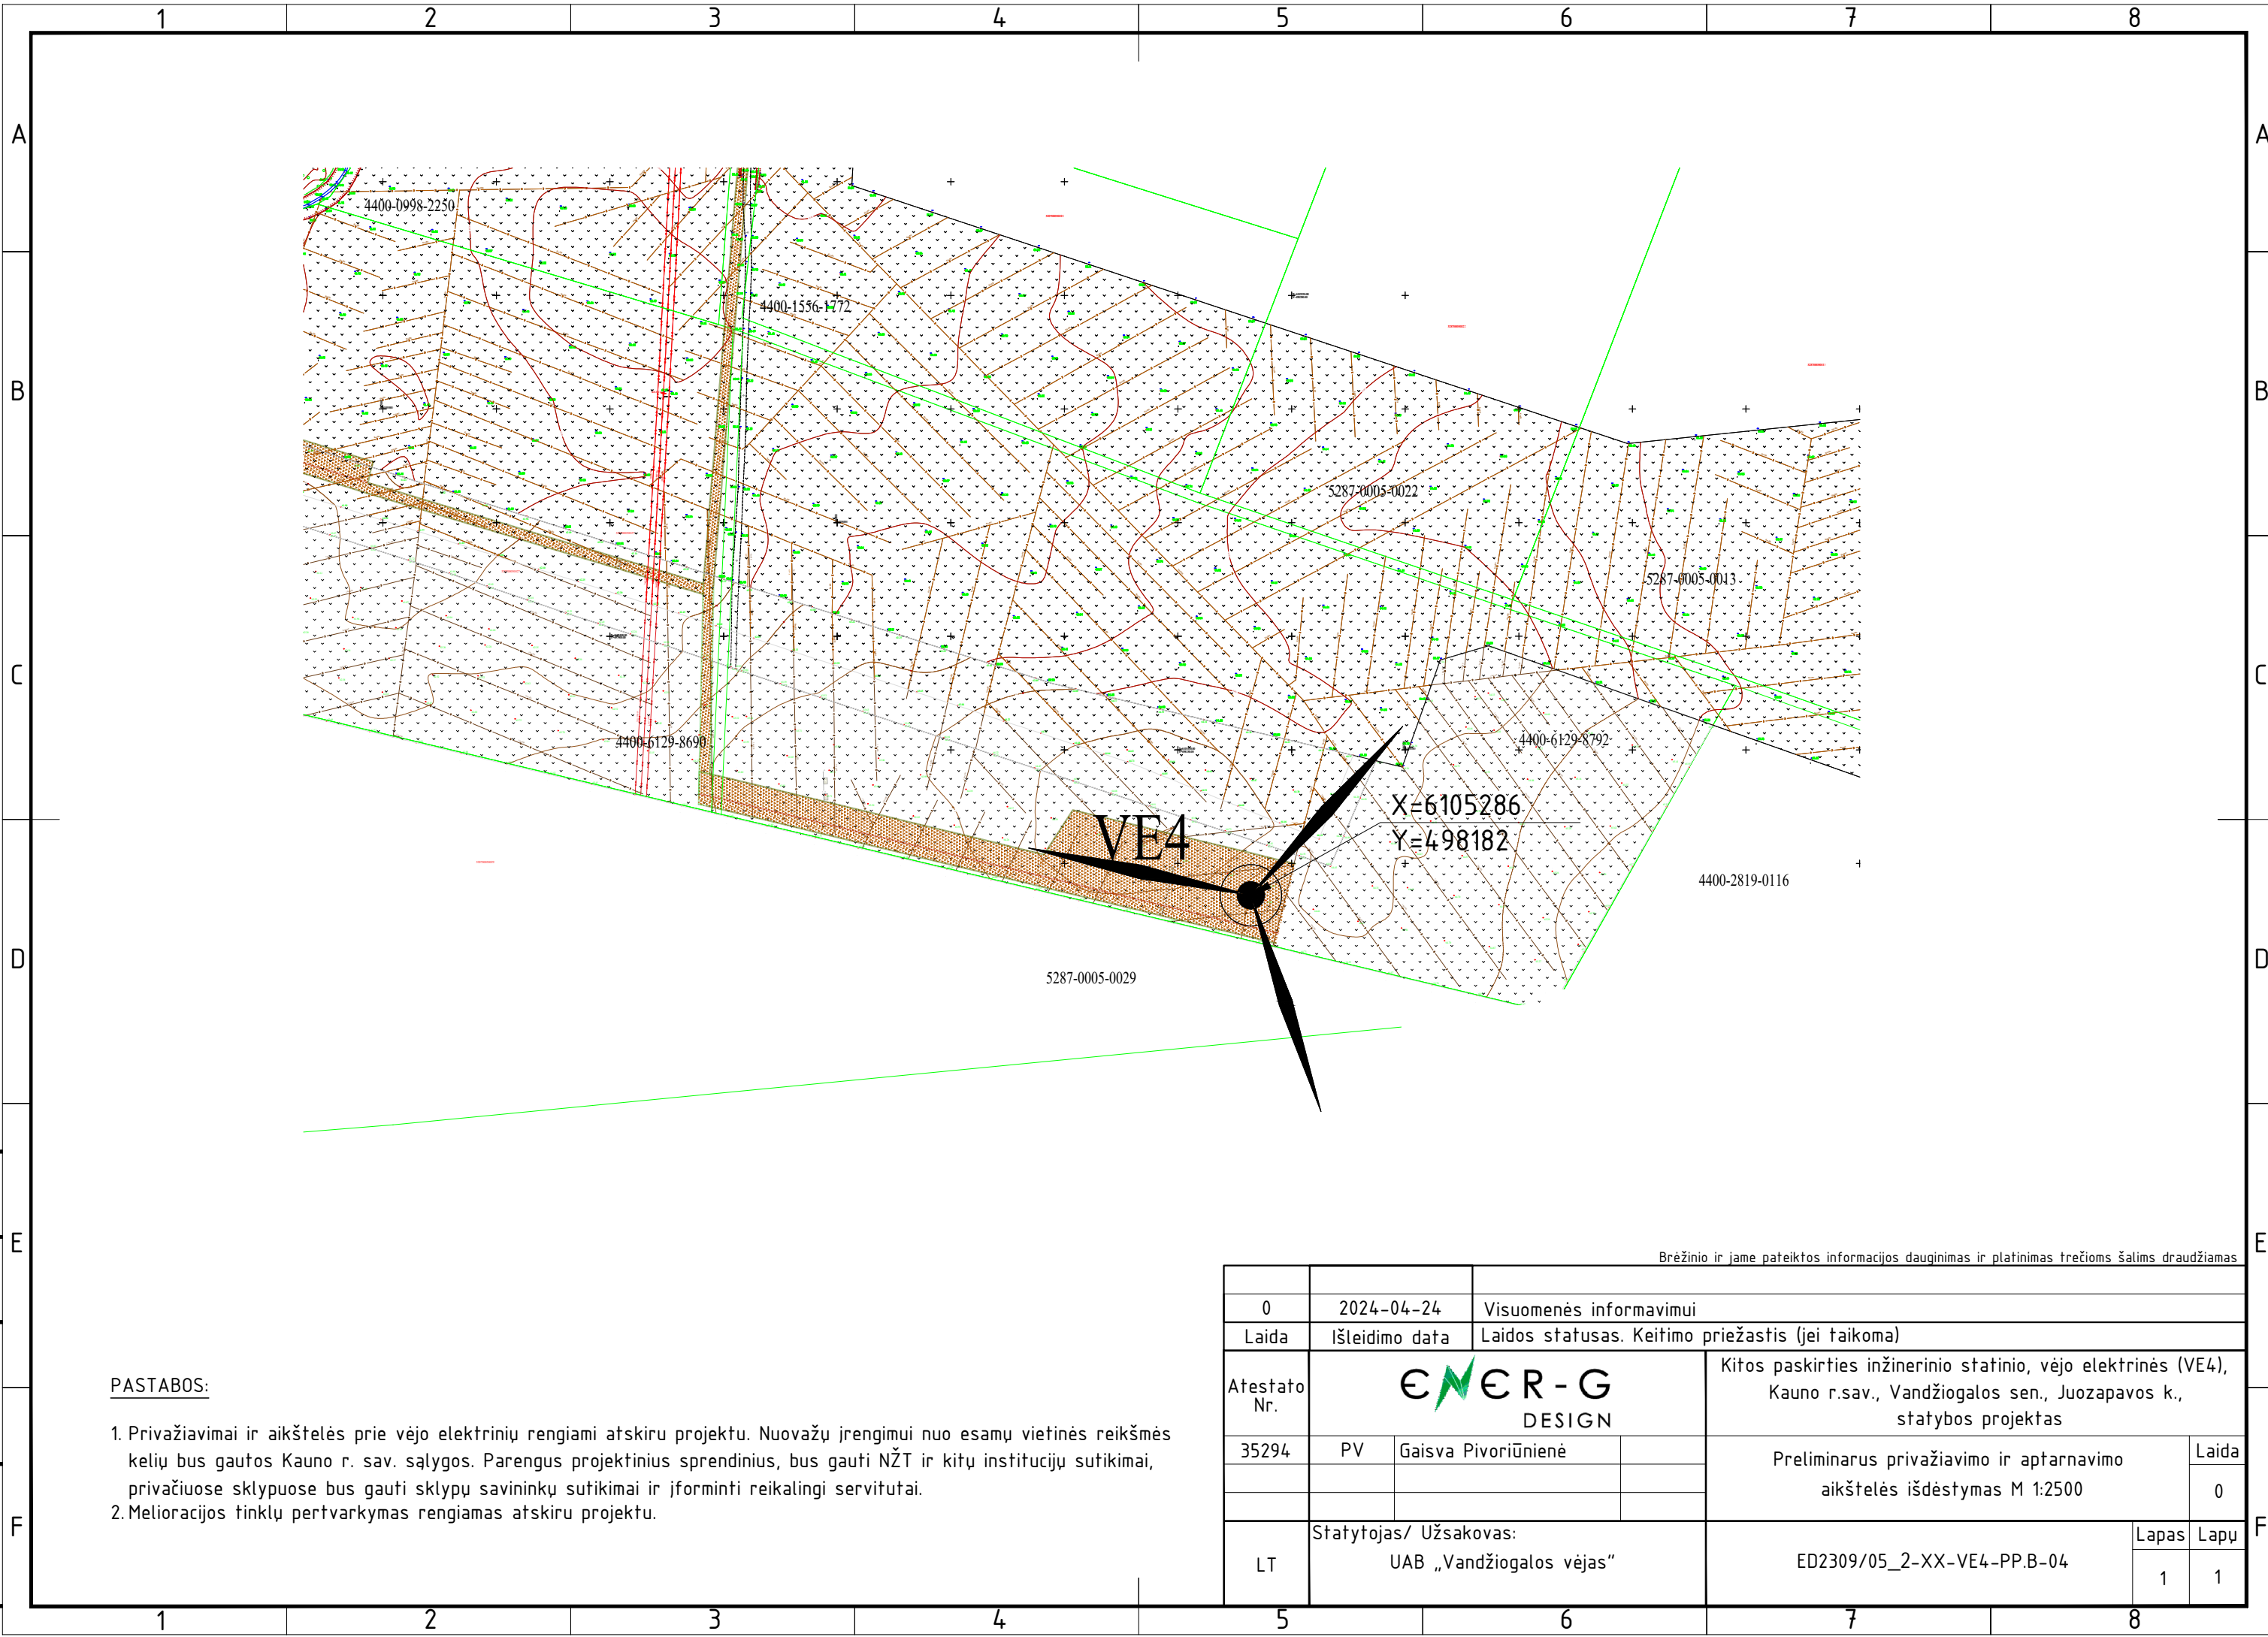 1 2 3 4 5 6 7 8
A A
B B
C C
D D
E E
F F
4400-0998-2250
4400-1556-1772
5287-0005-0022
5287-0005-0013
4400-6129-8690
4400-6129-8792
VE4
X=6105286
Y=498182
4400-2819-0116
5287-0005-0029
PASTABOS:
1. Privažiavimai ir aikštelės prie vėjo elektrinių rengiami atskiru projektu. Nuovažų įrengimui nuo esamų vietinės reikšmės
kelių bus gautos Kauno r. sav. sąlygos. Parengus projektinius sprendinius, bus gauti NŽT ir kitų institucijų sutikimai,
privačiuose sklypuose bus gauti sklypų savininkų sutikimai ir įforminti reikalingi servitutai.
2. Melioracijos tinklų pertvarkymas rengiamas atskiru projektu.
Brėžinio ir jame pateiktos informacijos dauginimas ir platinimas trečioms šalims draudžiamas
0 2024-04-24 Visuomenės informavimui
Laida Išleidimo data Laidos statusas. Keitimo priežastis (jei taikoma)
Atestato
Nr.
ENER-G
DESIGN
Kitos paskirties inžinerinio statinio, vėjo elektrinės (VE4),
Kauno r.sav., Vandžiogalos sen., Juozapavos k.,
statybos projektas
35294 PV Gaisva Pivoriūnienė
Preliminarus privažiavimo ir aptarnavimo
aikštelės išdėstymas M 1:2500
Laida
0
LT
Statytojas/ Užsakovas:
UAB „Vandžiogalos vėjas“
ED2309/05_2-XX-VE4-PP.B-04
Lapas Lapų
1 1
1 2 3 4 5 6 7 8